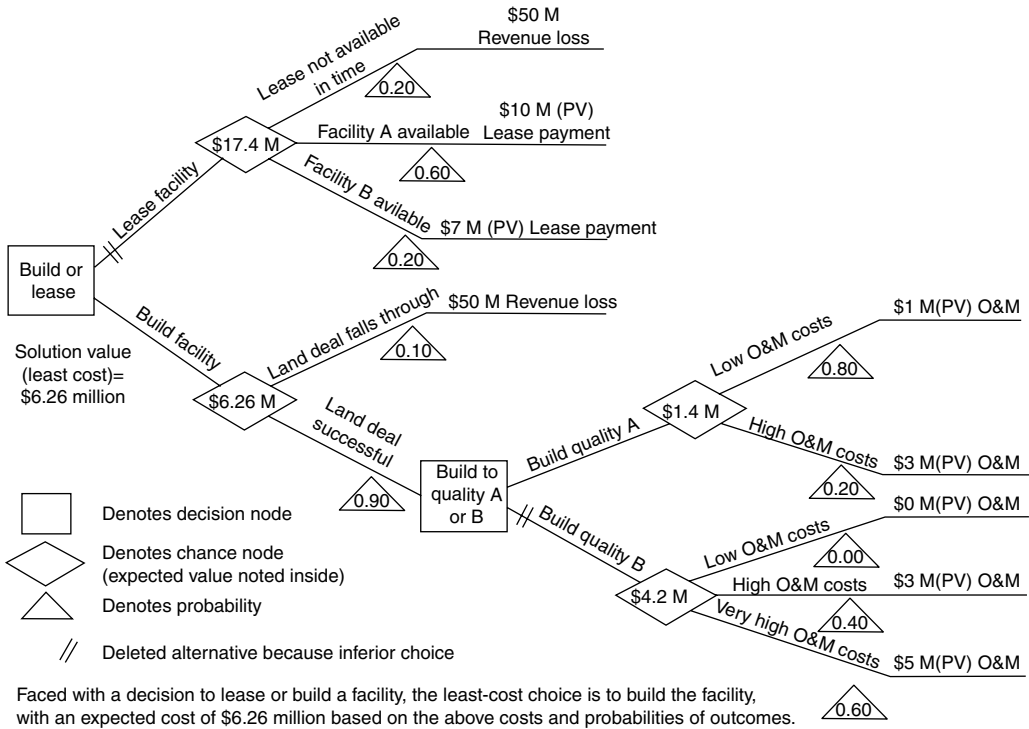 $50 M
Revenue loss
Lease not available
in time
0.20
$10 M (PV)
Facility A available
Lease payment
$17.4 M
0.60
Facility B avilable
$7 M (PV) Lease payment
0.20
Lease facility
Build or
lease
Solution value
(least cost)=
$6.26 million
Build facility
$6.26 M
Land deal falls through
$50 M Revenue loss
0.10
Land deal
successful
0.90
Build to
quality A
or B
Build quality A
$1.4 M
Low O&M costs
$1 M(PV) O&M
0.80
High O&M costs
$3 M(PV) O&M
0.20
Build quality B
$4.2 M
Low O&M costs
$0 M(PV) O&M
0.00
High O&M costs
$3 M(PV) O&M
0.40
Very high O&M costs
$5 M(PV) O&M
0.60
Denotes decision node
Denotes chance node
(expected value noted inside)
Denotes probability
Deleted alternative because inferior choice
Faced with a decision to lease or build a facility, the least-cost choice is to build the facility,
with an expected cost of $6.26 million based on the above costs and probabilities of outcomes.